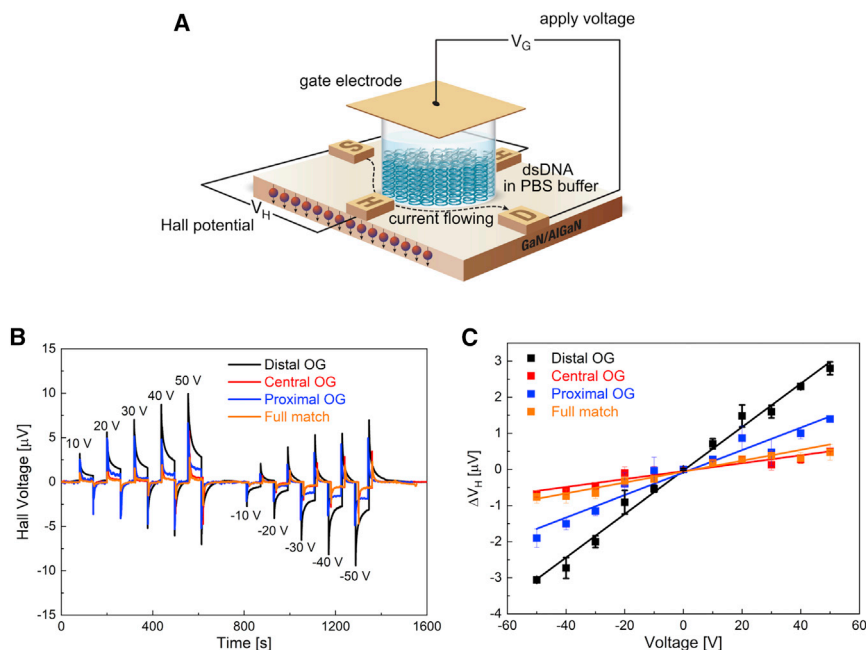 A
apply voltage
V_G
gate electrode
S
H
dsDNA
in PBS buffer
H
D
V_H
Hall potential
current flowing
GaN/AlGaN
B
Hall Voltage [µV]
15
10
5
0
-5
-10
-15
Distal OG
Central OG
Proximal OG
Full match
10 V
20 V
30 V
40 V
50 V
-10 V
-20 V
-30 V
-40 V
-50 V
0
400
800
1200
1600
Time [s]
C
ΔV_H [µV]
3
2
1
0
-1
-2
-3
-4
Distal OG
Central OG
Proximal OG
Full match
-60
-40
-20
0
20
40
60
Voltage [V]